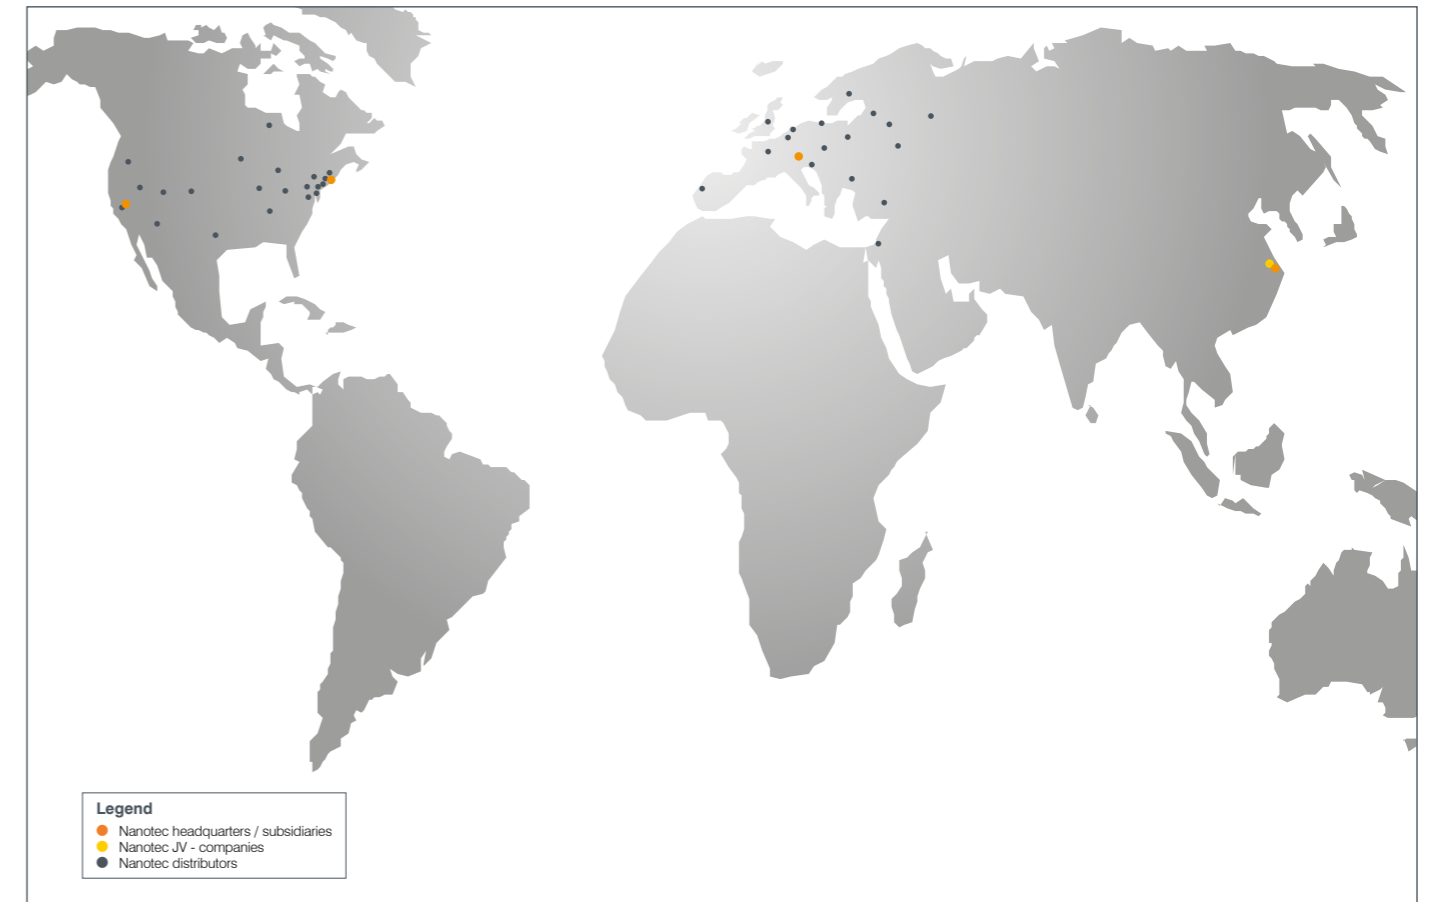 Legend
Nanotec headquarters / subsidiaries
Nanotec JV - companies
Nanotec distributors